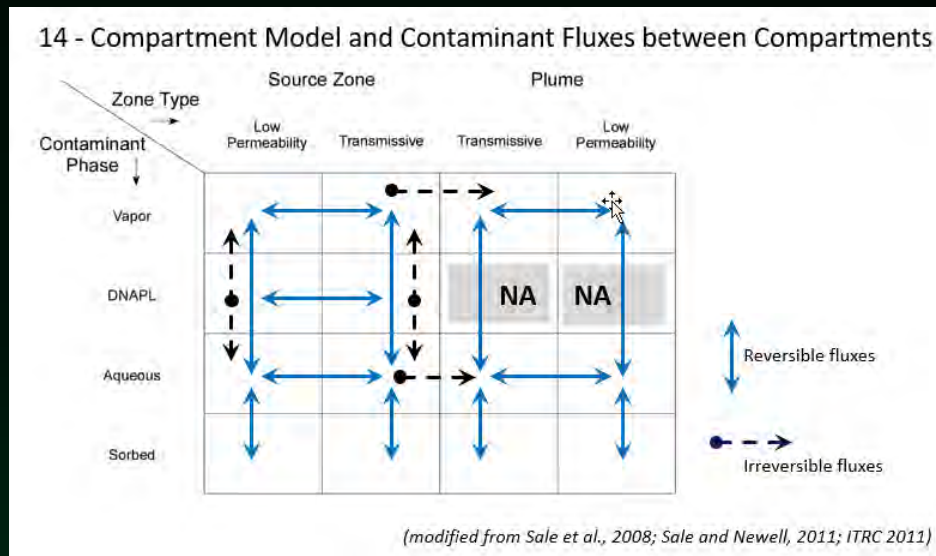 14 - Compartment Model and Contaminant Fluxes between Compartments
Source Zone
Plume
Zone Type
Low
Permeability
Transmissive
Transmissive
Low
Permeability
Contaminant
Phase
Vapor
DNAPL
NA
NA
Aqueous
Sorbed
Reversible fluxes
Irreversible fluxes
(modified from Sale et al., 2008; Sale and Newell, 2011; ITRC 2011)